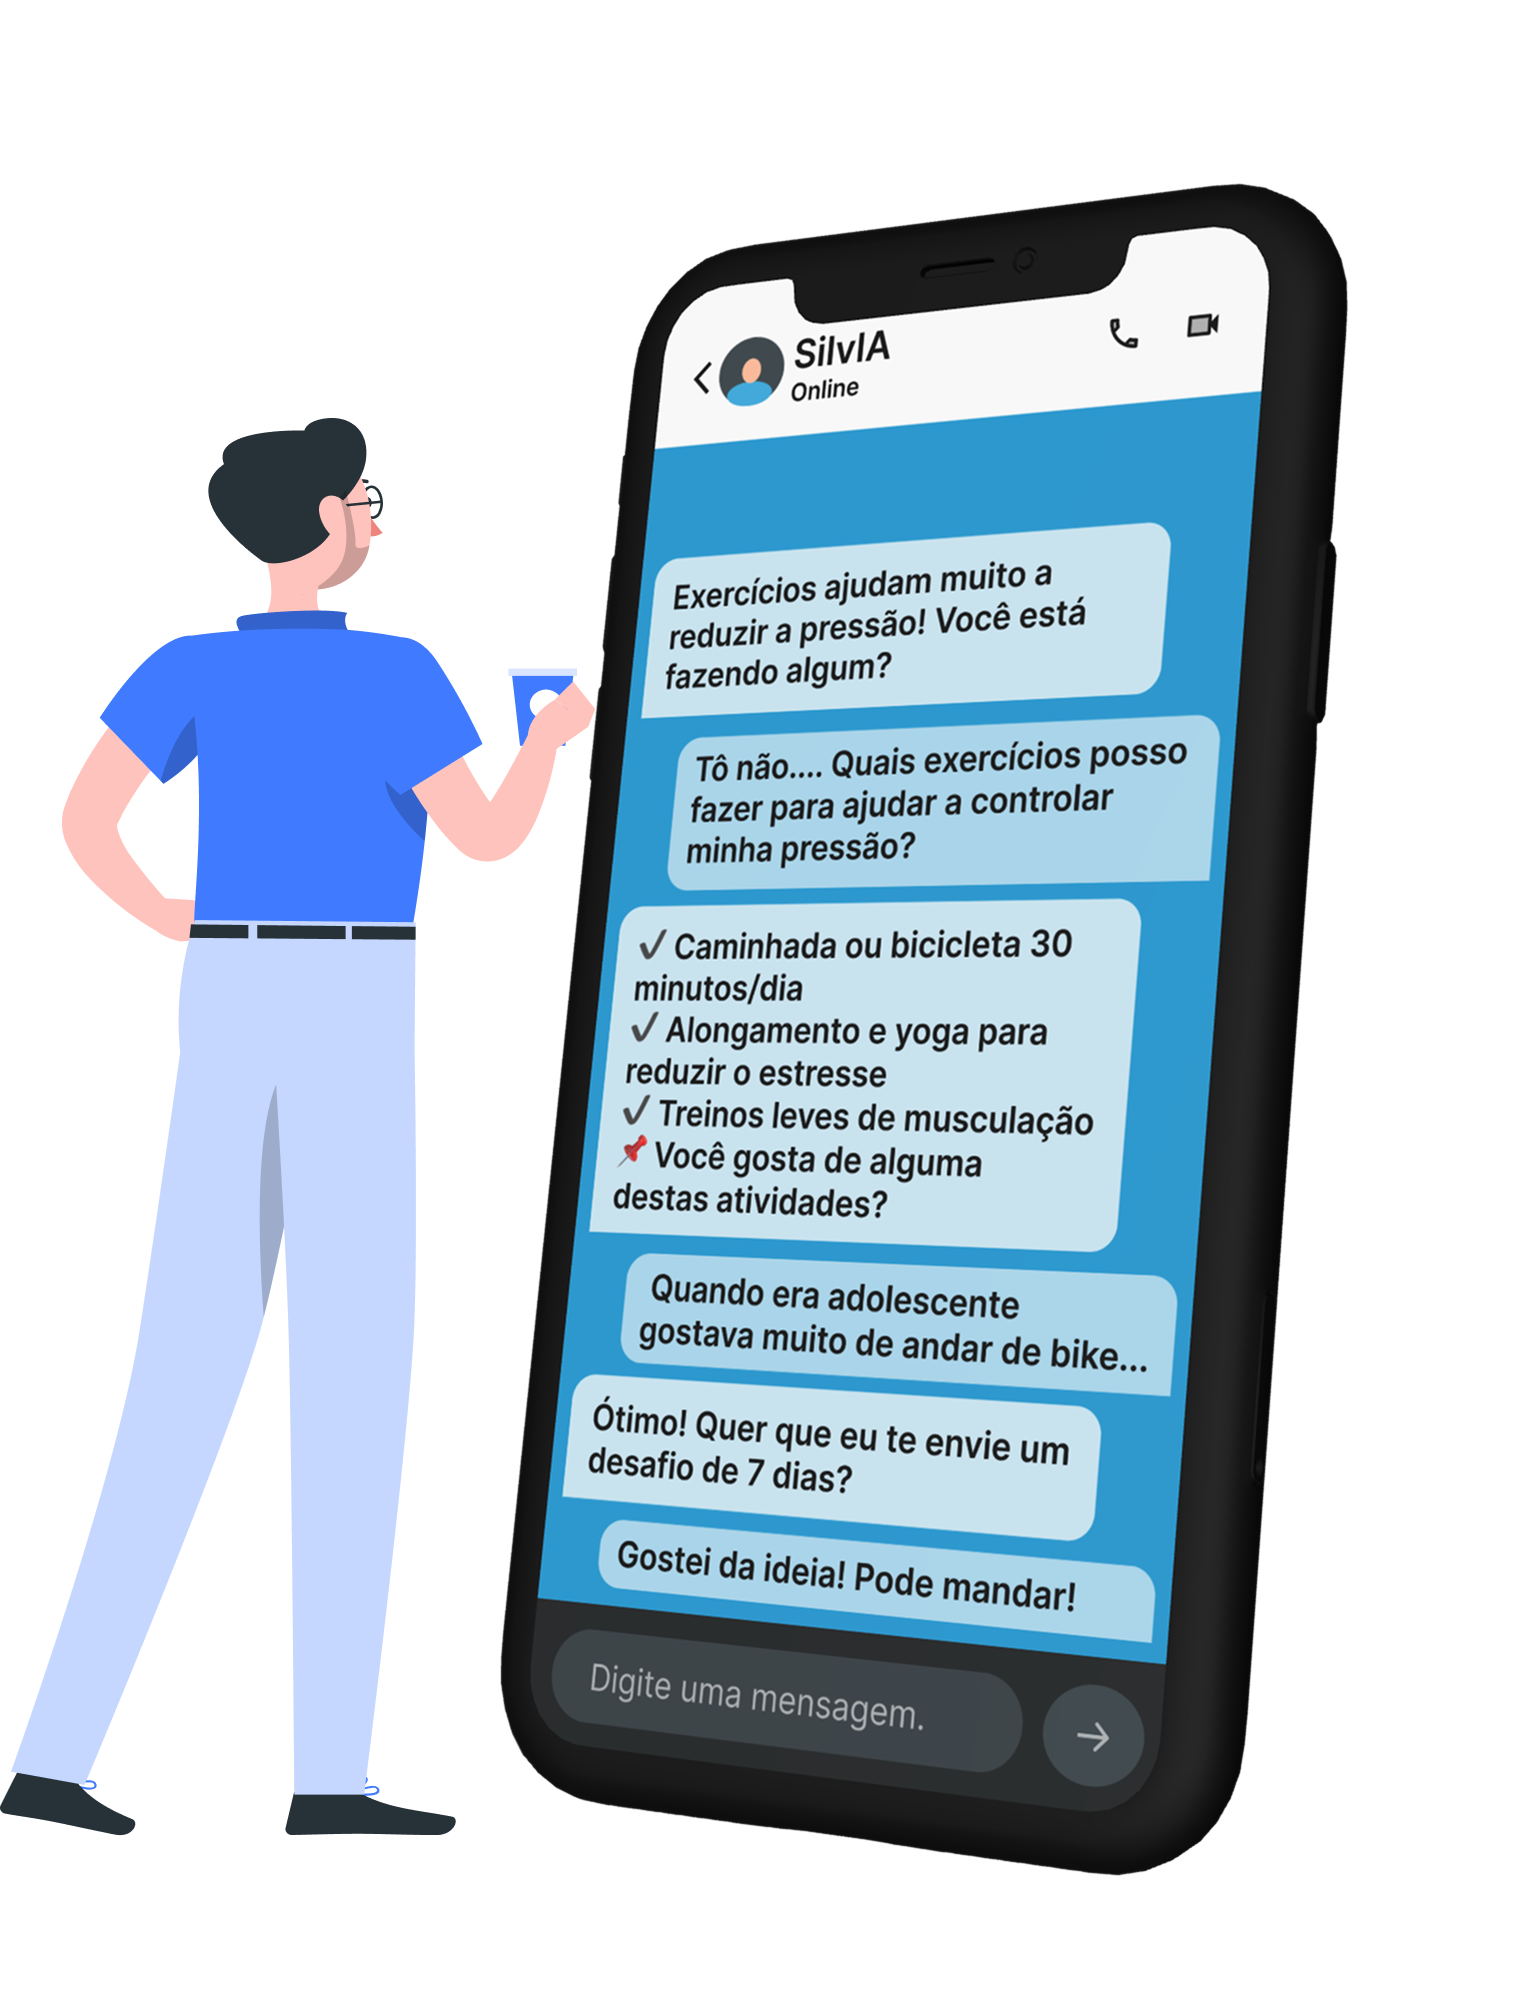 SilvIA
Online
Exercícios ajudam muito a
reduzir a pressão! Você está
fazendo algum?
Tô não.... Quais exercícios posso
fazer para ajudar a controlar
minha pressão?
✓ Caminhada ou bicicleta 30
minutos/dia
✓ Alongamento e yoga para
reduzir o estresse
✓ Treinos leves de musculação
📌 Você gosta de alguma
destas atividades?
Quando era adolescente
gostava muito de andar de bike...
Ótimo! Quer que eu te envie um
desafio de 7 dias?
Gostei da ideia! Pode mandar!
Digite uma mensagem.